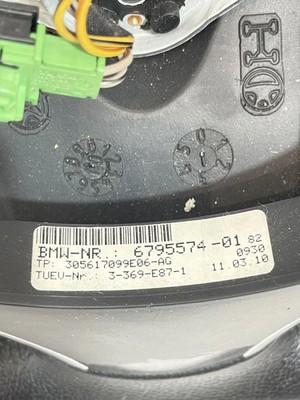 BMW-NR.: 6795574-01 82
TP: 305617099E06-AG 0930
TUEV-Nr.: 3-369-E87-1 11.03.10